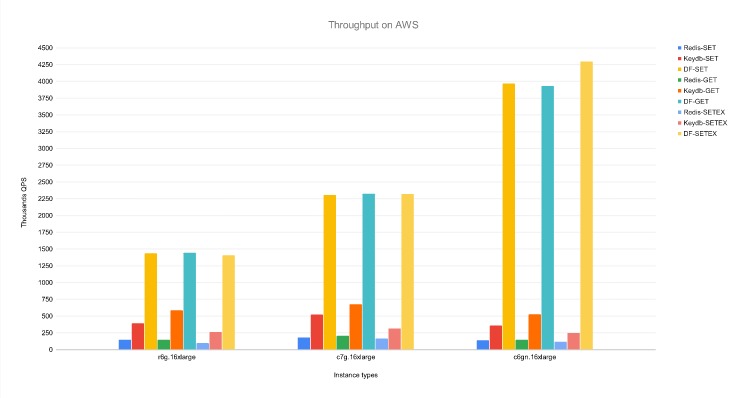 Throughput on AWS
4500
4250
4000
3750
3500
3250
3000
2750
2500
2250
2000
1750
1500
1250
1000
750
500
250
0
Thousands QPS
r6g.16xlarge
c7g.16xlarge
c6gn.16xlarge
Instance types
Redis-SET
Keydb-SET
DF-SET
Redis-GET
Keydb-GET
DF-GET
Redis-SETEX
Keydb-SETEX
DF-SETEX